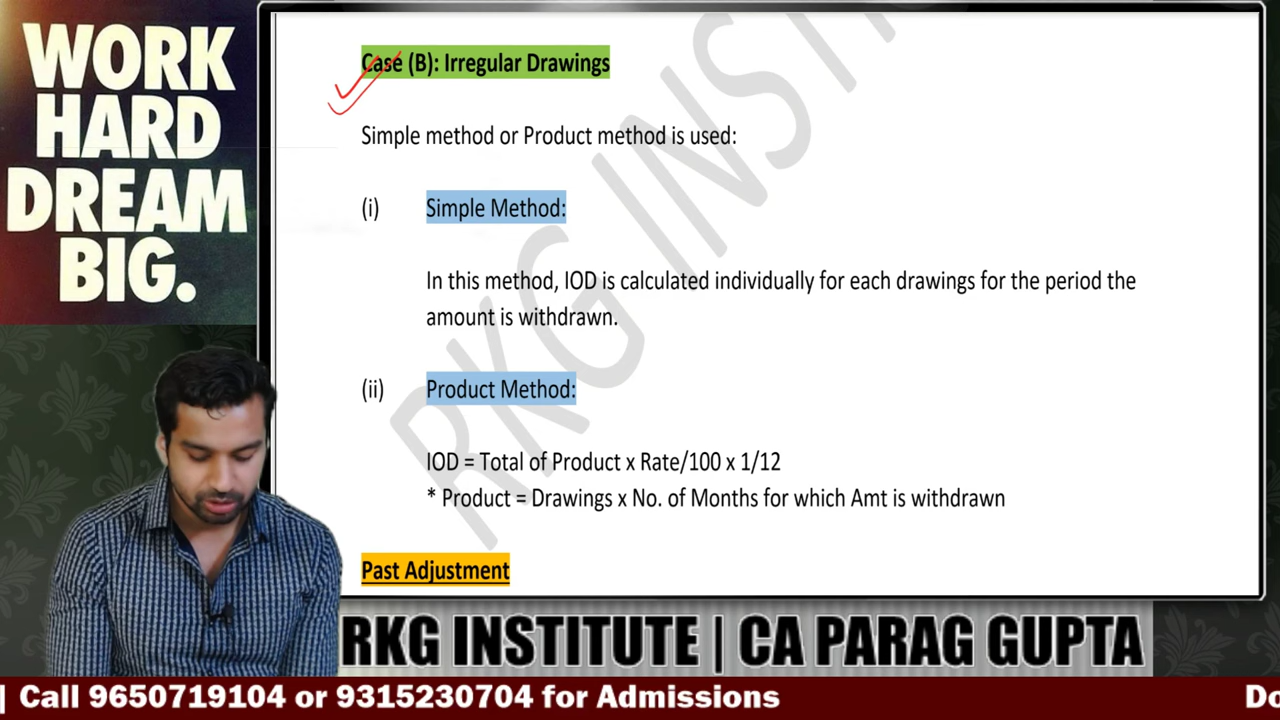 WORK
HARD
DREAM
BIG.
Case (B): Irregular Drawings
Simple method or Product method is used:
(i) Simple Method:
In this method, IOD is calculated individually for each drawings for the period the
amount is withdrawn.
(ii) Product Method:
IOD = Total of Product x Rate/100 x 1/12
* Product = Drawings x No. of Months for which Amt is withdrawn
Past Adjustment
RKG INST
RKG INSTITUTE | CA PARAG GUPTA
| Call 9650719104 or 9315230704 for Admissions
Do